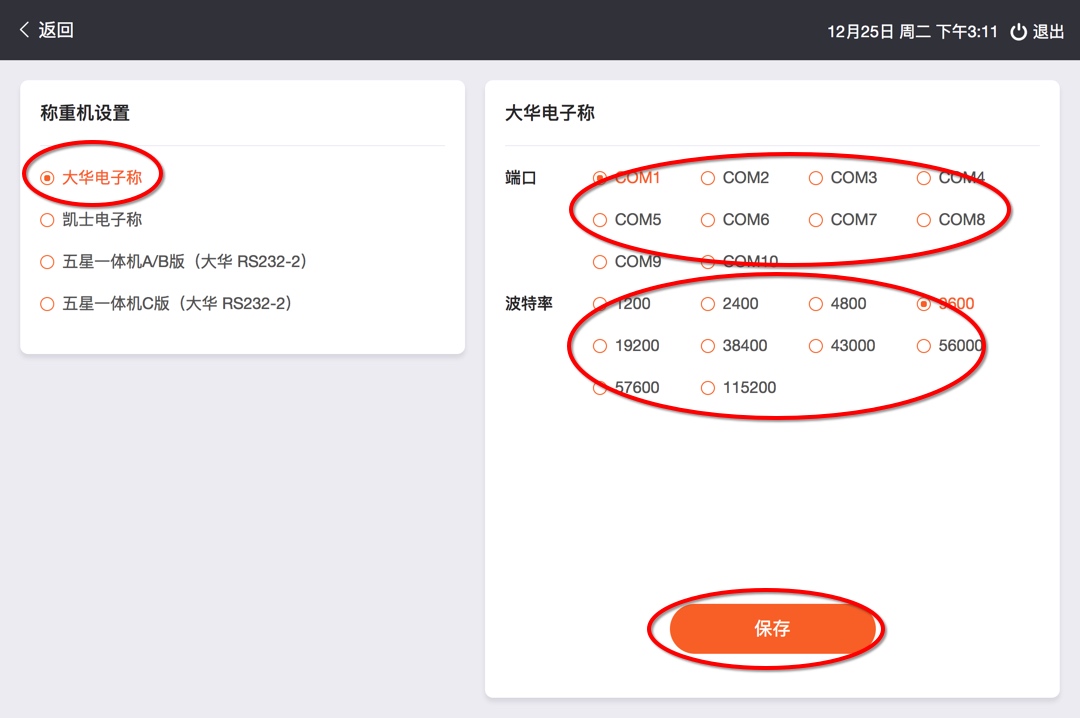 返回
12月25日 周二 下午3:11 退出
称重机设置
大华电子称
凯士电子称
五星一体机A/B版（大华 RS232-2）
五星一体机C版（大华 RS232-2）
大华电子称
端口 COM1 COM2 COM3 COM4
COM5 COM6 COM7 COM8
COM9 COM10
波特率 1200 2400 4800 9600
19200 38400 43000 56000
57600 115200
保存